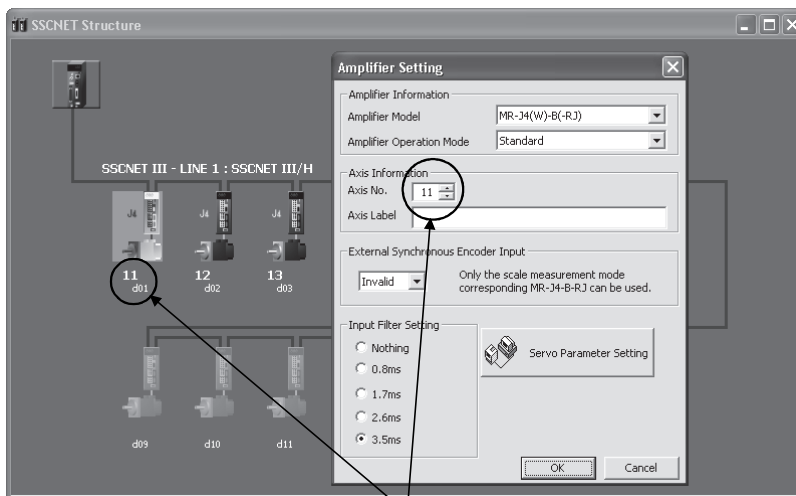 SSCNET Structure
SSCNET III - LINE 1 : SSCNET III/H
J4 J4 J4
11 12 13
d01 d02 d03
d09 d10 d11
Amplifier Setting
Amplifier Information
Amplifier Model MR-J4(W)-B(-RJ)
Amplifier Operation Mode Standard
Axis Information
Axis No. 11
Axis Label
External Synchronous Encoder Input
Invalid
Only the scale measurement mode
corresponding MR-J4-B-RJ can be used.
Input Filter Setting
Nothing
0.8ms
1.7ms
2.6ms
3.5ms
Servo Parameter Setting
OK Cancel